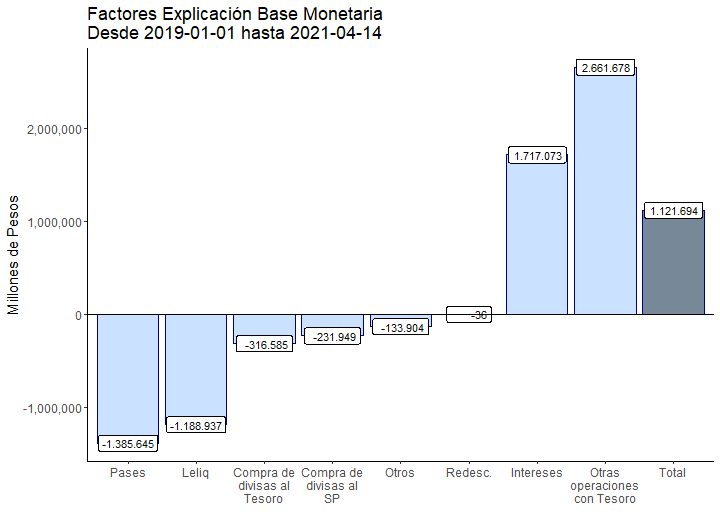 Factores Explicación Base Monetaria
Desde 2019-01-01 hasta 2021-04-14
Millones de Pesos
2,000,000
1,000,000
0
-1,000,000
-1.385.645
-1.188.937
-316.585
-231.949
-133.904
-36
1.717.073
2.661.678
1.121.694
Pases
Leliq
Compra de
divisas al
Tesoro
Compra de
divisas al
SP
Otros
Redesc.
Intereses
Otras
operaciones
con Tesoro
Total